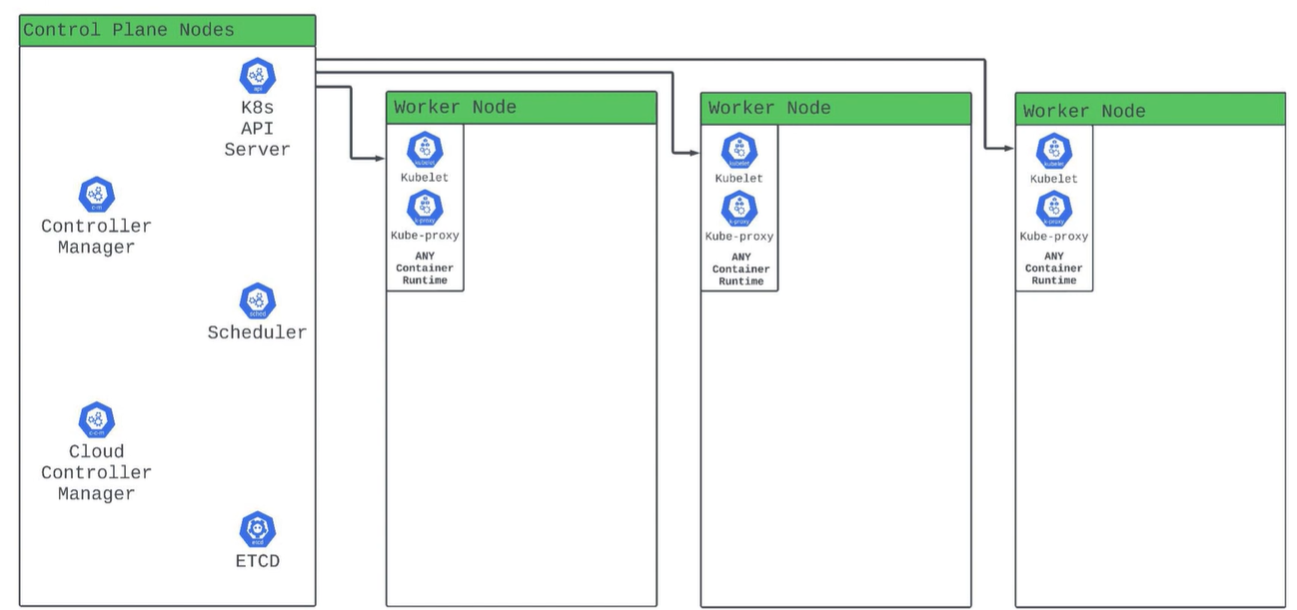 Control Plane Nodes
api
K8s
API
Server
c-m
Controller
Manager
sched
Scheduler
c-c-m
Cloud
Controller
Manager
etcd
ETCD
Worker Node
kubelet
Kubelet
k-proxy
Kube-proxy
ANY
Container
Runtime
Worker Node
kubelet
Kubelet
k-proxy
Kube-proxy
ANY
Container
Runtime
Worker Node
kubelet
Kubelet
k-proxy
Kube-proxy
ANY
Container
Runtime